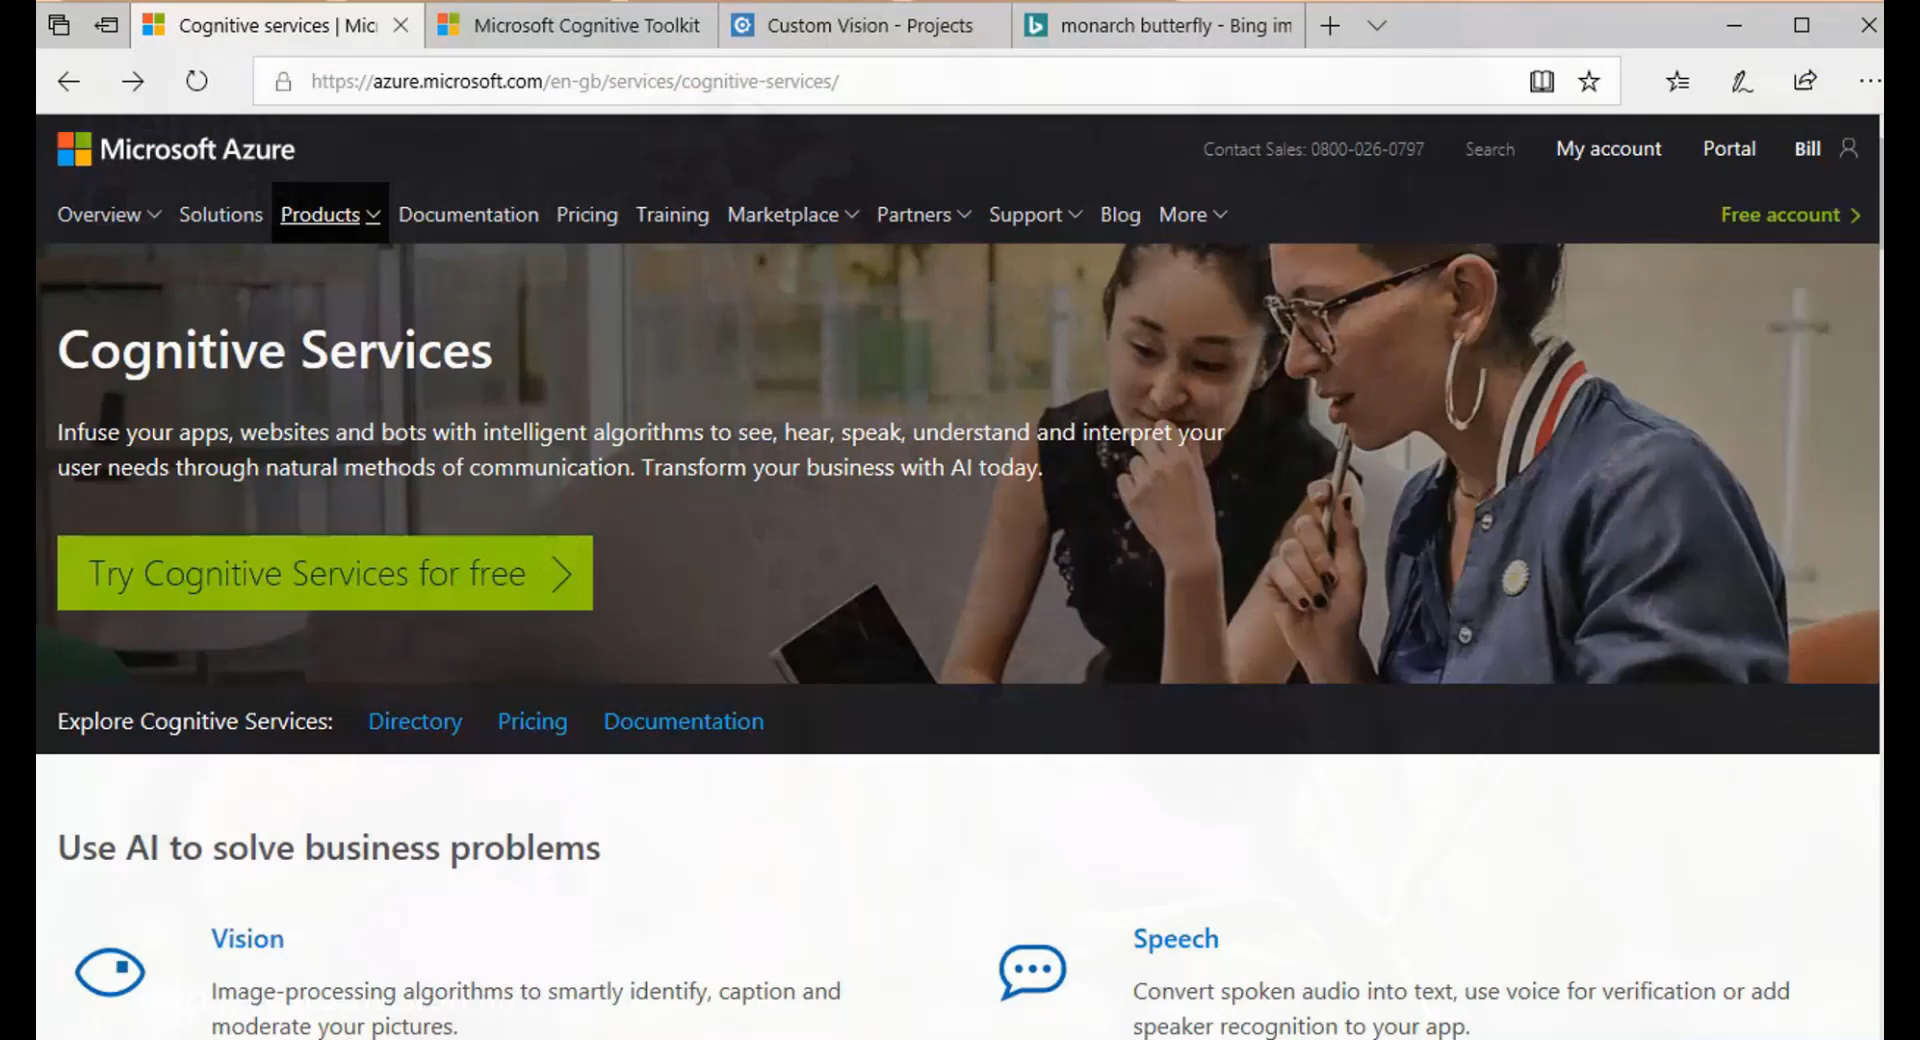 Cognitive services | Mic
Microsoft Cognitive Toolkit
Custom Vision - Projects
monarch butterfly - Bing im
https://azure.microsoft.com/en-gb/services/cognitive-services/
Microsoft Azure
Contact Sales: 0800-026-0797 Search My account Portal Bill
Overview Solutions Products Documentation Pricing Training Marketplace Partners Support Blog More Free account
Cognitive Services
Infuse your apps, websites and bots with intelligent algorithms to see, hear, speak, understand and interpret your
user needs through natural methods of communication. Transform your business with AI today.
Try Cognitive Services for free
Explore Cognitive Services: Directory Pricing Documentation
Use AI to solve business problems
Vision
Image-processing algorithms to smartly identify, caption and
moderate your pictures.
Speech
Convert spoken audio into text, use voice for verification or add
speaker recognition to your app.